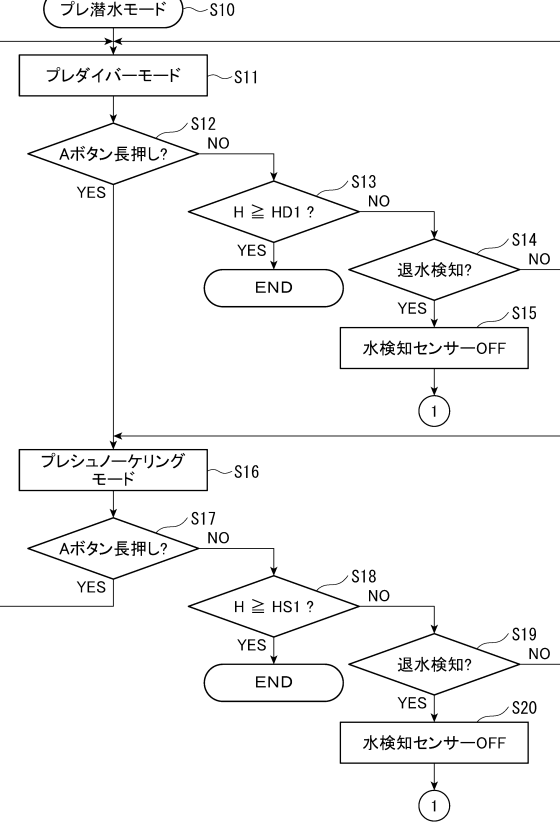 プレ潜水モード
S10
プレダイバーモード
S11
Aボタン長押し?
S12
NO
YES
H ≧ HD1 ?
S13
NO
YES
END
退水検知?
S14
NO
YES
水検知センサーOFF
S15
1
プレシュノーケリング
モード
S16
Aボタン長押し?
S17
NO
YES
H ≧ HS1 ?
S18
NO
YES
END
退水検知?
S19
NO
YES
水検知センサーOFF
S20
1